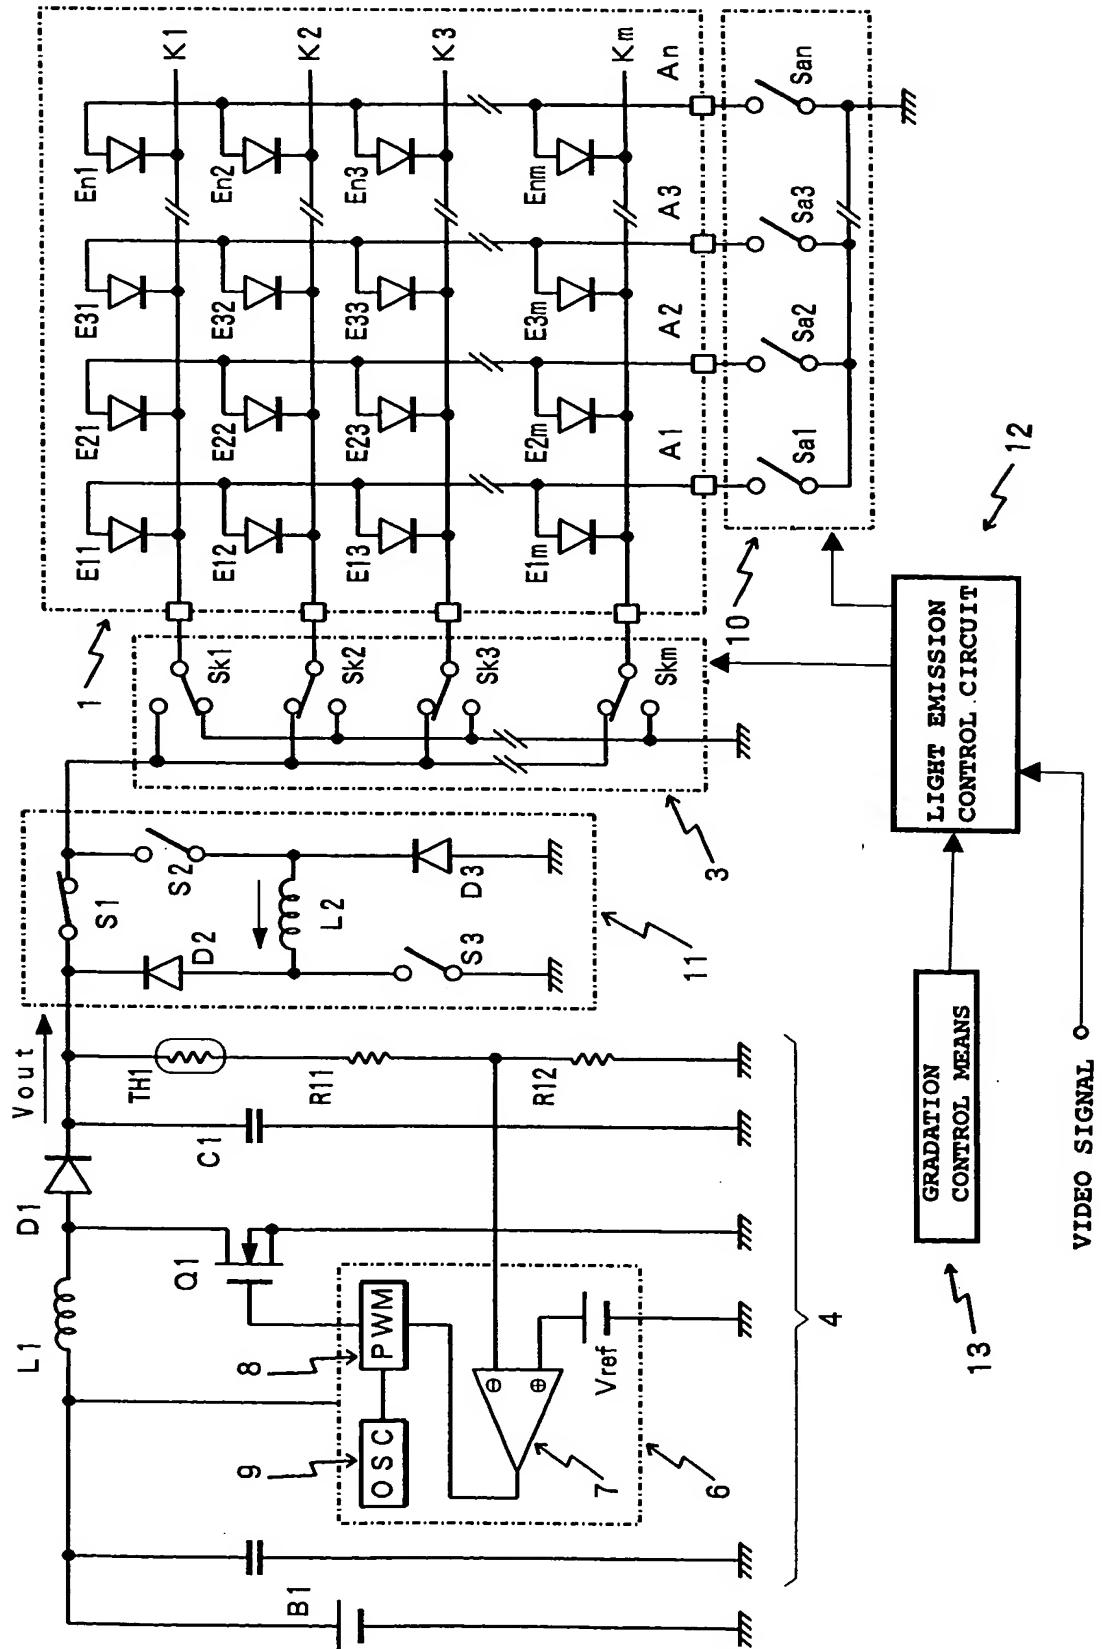 B1
L1
D1
Vout
Q1
C1
TH1
R11
R12
OSC
9
PWM
8
⊖
⊕
Vref
7
6
4
S1
S2
D2
D3
L2
S3
11
3
Sk1
Sk2
Sk3
Skm
1
E11
E21
E31
En1
K1
E12
E22
E32
En2
K2
E13
E23
E33
En3
K3
E1m
E2m
E3m
Enm
Km
A1
A2
A3
An
Sa1
Sa2
Sa3
San
10
12
LIGHT EMISSION
CONTROL CIRCUIT
GRADATION
CONTROL MEANS
13
VIDEO SIGNAL